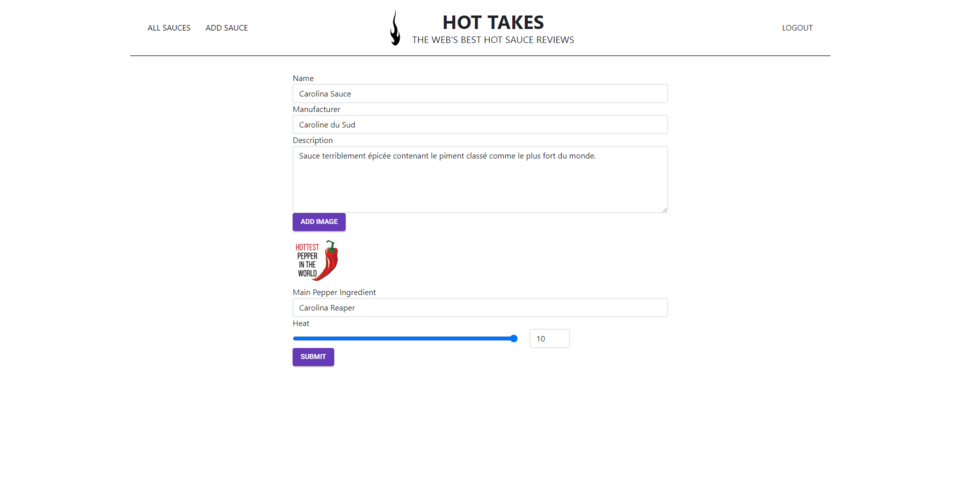 ALL SAUCES
ADD SAUCE
HOT TAKES
THE WEB'S BEST HOT SAUCE REVIEWS
LOGOUT
Name
Carolina Sauce
Manufacturer
Caroline du Sud
Description
Sauce terriblement épicée contenant le piment classé comme le plus fort du monde.
ADD IMAGE
HOTTEST
PEPPER
IN THE
WORLD
Main Pepper Ingredient
Carolina Reaper
Heat
10
SUBMIT